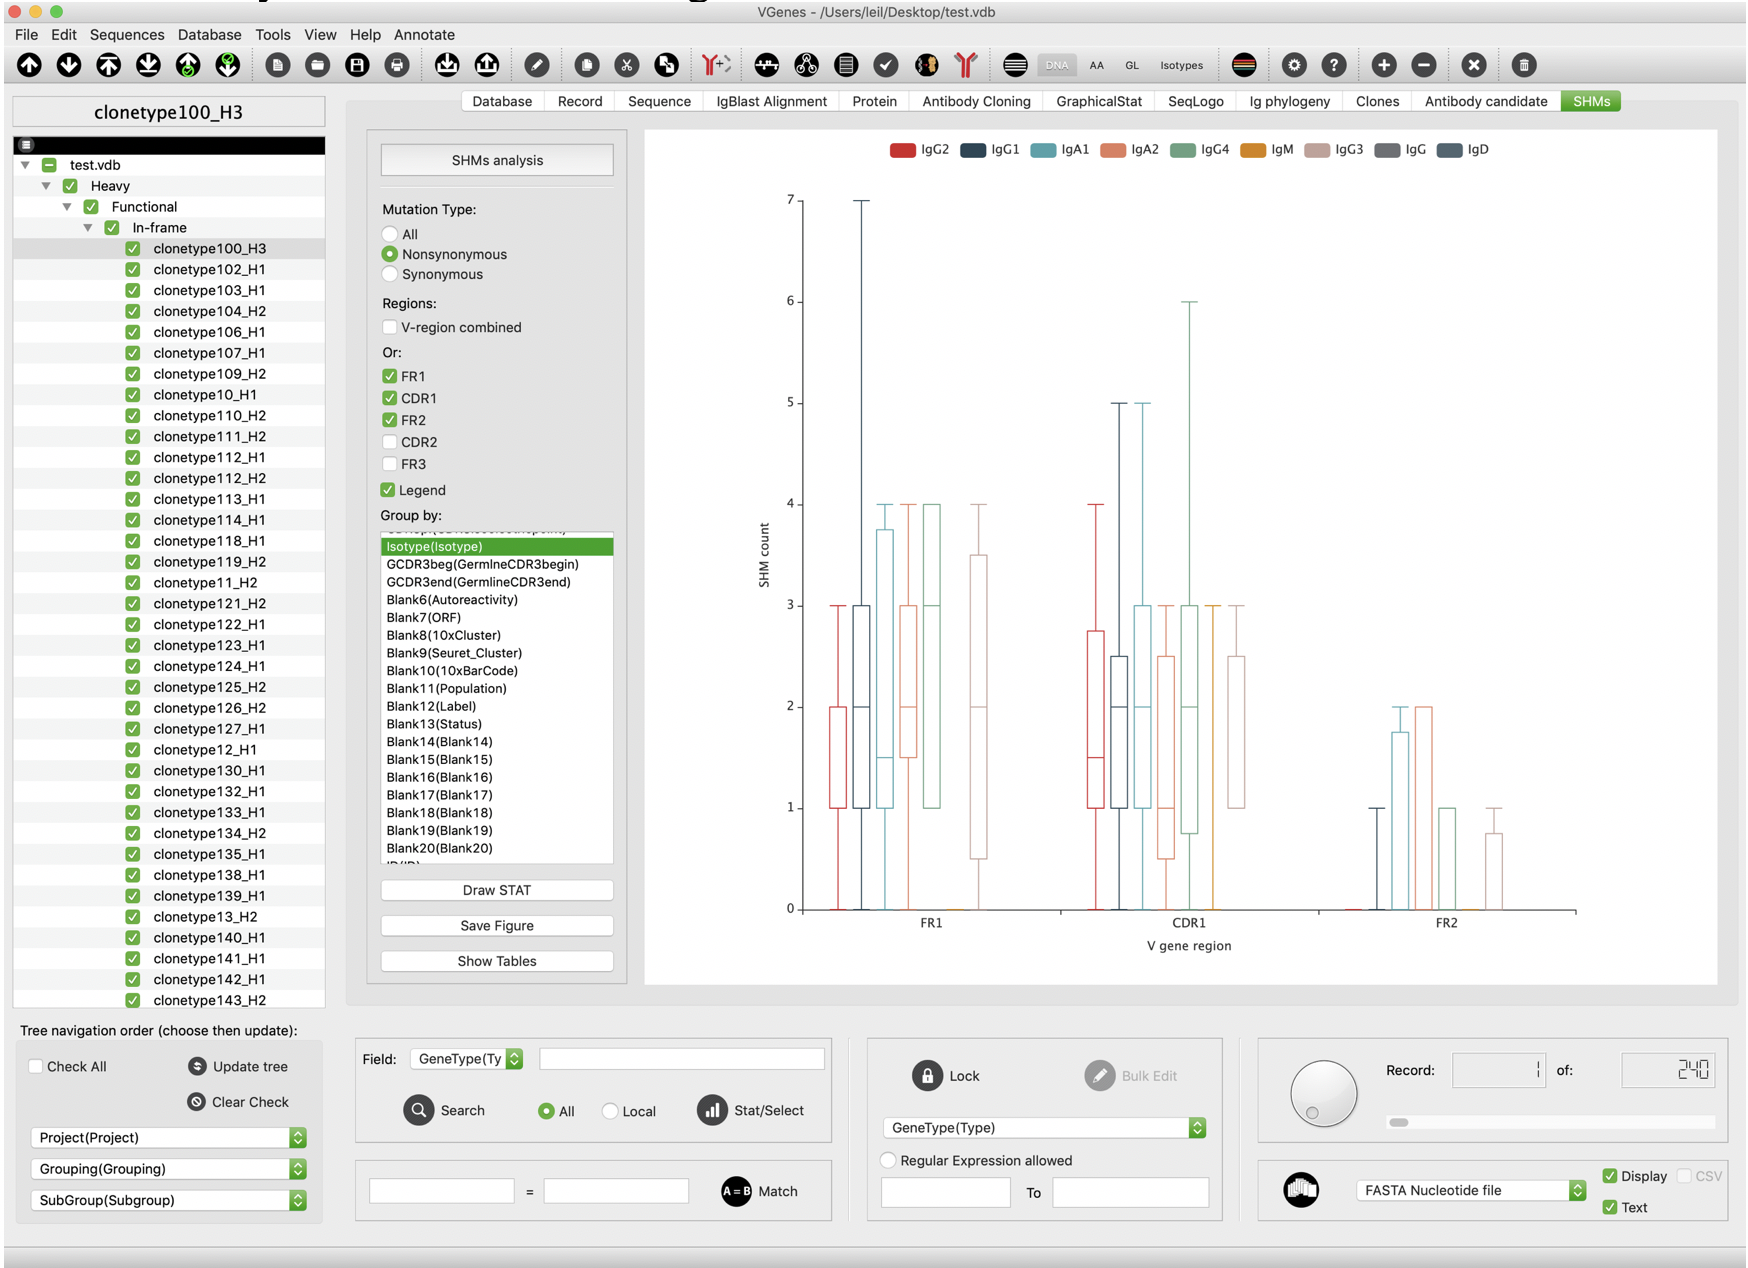 VGenes - /Users/leil/Desktop/test.vdb
File Edit Sequences Database Tools View Help Annotate
DNA AA GL Isotypes
clonetype100_H3
Database Record Sequence IgBlast Alignment Protein Antibody Cloning GraphicalStat SeqLogo Ig phylogeny Clones Antibody candidate SHMs
test.vdb
Heavy
Functional
In-frame
clonetype100_H3
clonetype102_H1
clonetype103_H1
clonetype104_H2
clonetype106_H1
clonetype107_H1
clonetype109_H2
clonetype10_H1
clonetype110_H2
clonetype111_H2
clonetype112_H1
clonetype112_H2
clonetype113_H1
clonetype114_H1
clonetype118_H1
clonetype119_H2
clonetype11_H2
clonetype121_H2
clonetype122_H1
clonetype123_H1
clonetype124_H1
clonetype125_H2
clonetype126_H2
clonetype127_H1
clonetype12_H1
clonetype130_H1
clonetype132_H1
clonetype133_H1
clonetype134_H2
clonetype135_H1
clonetype138_H1
clonetype139_H1
clonetype13_H2
clonetype140_H1
clonetype141_H1
clonetype142_H1
clonetype143_H2
SHMs analysis
Mutation Type:
All
Nonsynonymous
Synonymous
Regions:
V-region combined
Or:
FR1
CDR1
FR2
CDR2
FR3
Legend
Group by:
Isotype(Isotype)
GCDR3beg(GermlneCDR3begin)
GCDR3end(GermlineCDR3end)
Blank6(Autoreactivity)
Blank7(ORF)
Blank8(10xCluster)
Blank9(Seuret_Cluster)
Blank10(10xBarCode)
Blank11(Population)
Blank12(Label)
Blank13(Status)
Blank14(Blank14)
Blank15(Blank15)
Blank16(Blank16)
Blank17(Blank17)
Blank18(Blank18)
Blank19(Blank19)
Blank20(Blank20)
Draw STAT
Save Figure
Show Tables
IgG2 IgG1 IgA1 IgA2 IgG4 IgM IgG3 IgG IgD
7
6
5
4
3
2
1
0
SHM count
FR1 CDR1 FR2
V gene region
Tree navigation order (choose then update):
Check All Update tree
Clear Check
Project(Project)
Grouping(Grouping)
SubGroup(Subgroup)
Field: GeneType(Ty
Search All Local Stat/Select
= A=B Match
Lock Bulk Edit
GeneType(Type)
Regular Expression allowed
To
Record: 1 of: 240
FASTA Nucleotide file
Display CSV
Text